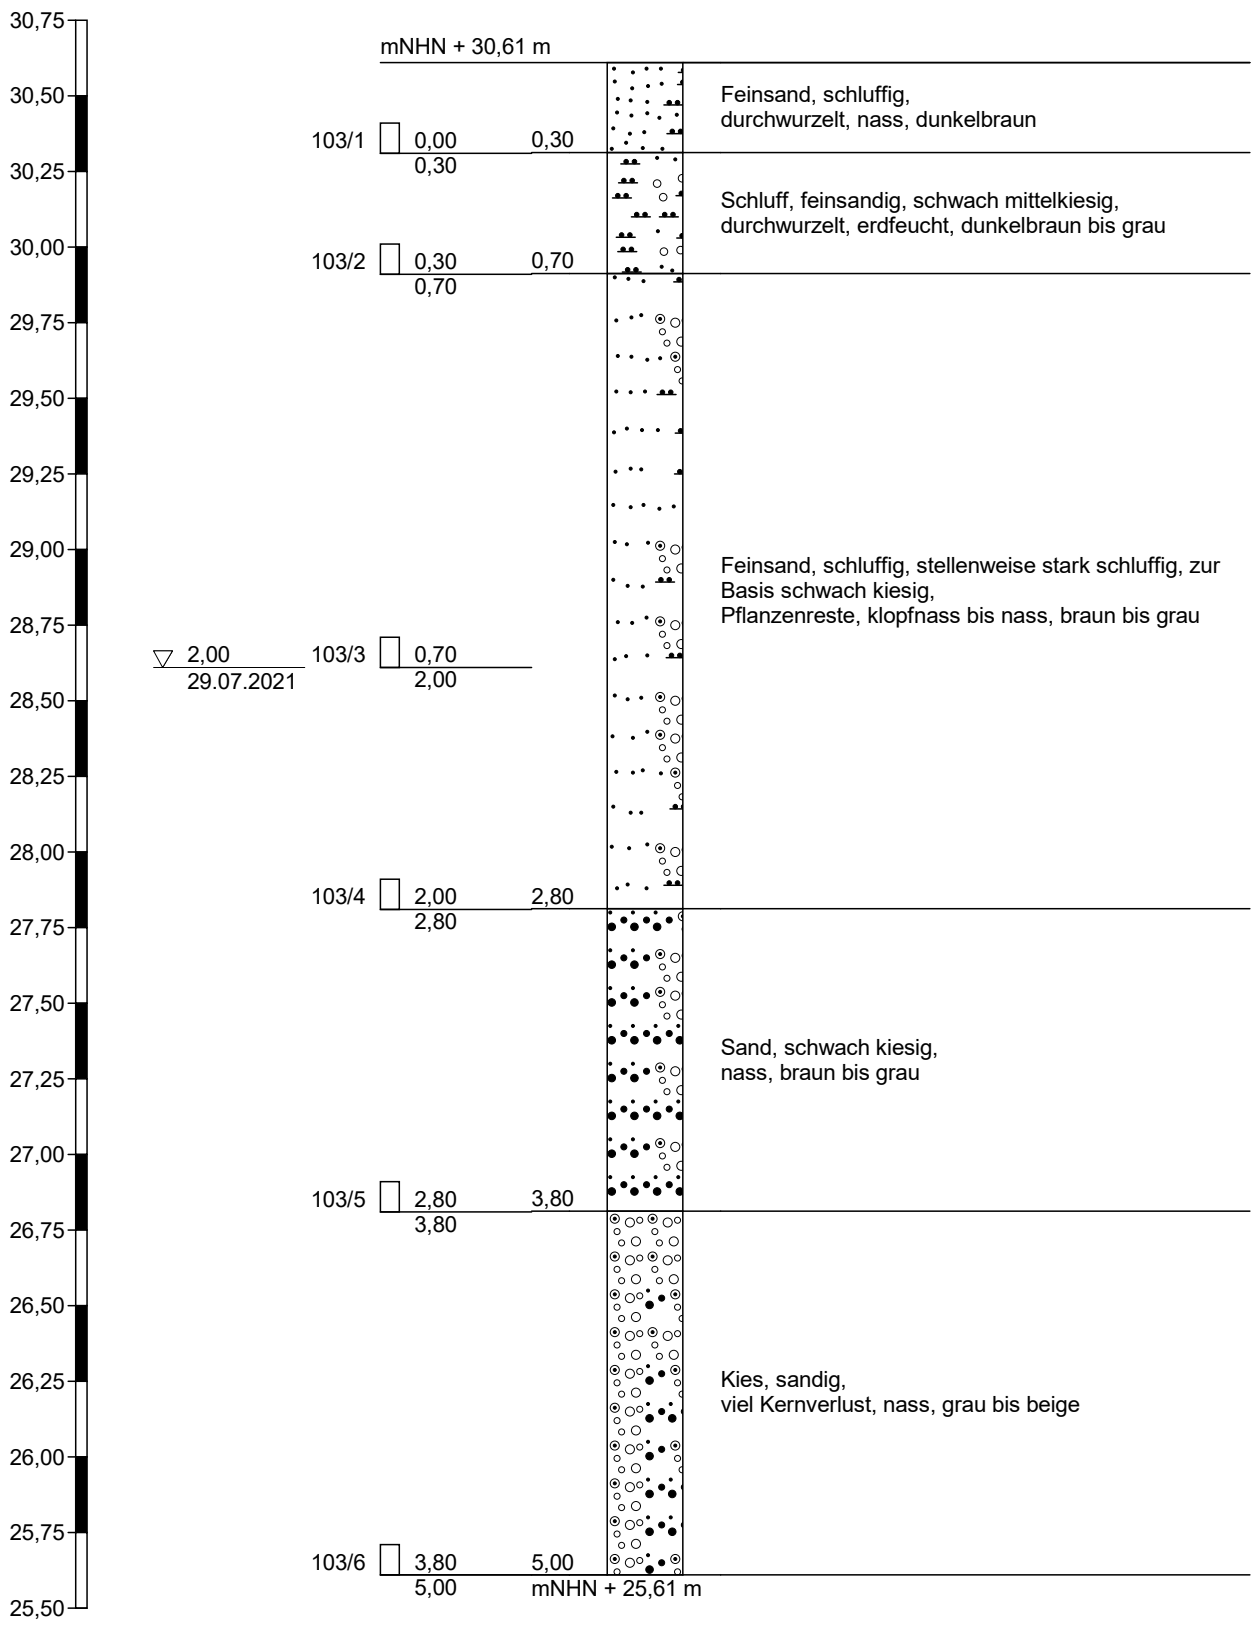 30,75
mNHN + 30,61 m
30,50
Feinsand, schluffig,
durchwurzelt, nass, dunkelbraun
103/1 0,00 0,30
0,30
30,25
Schluff, feinsandig, schwach mittelkiesig,
durchwurzelt, erdfeucht, dunkelbraun bis grau
30,00
103/2 0,30 0,70
0,70
29,75
29,50
29,25
29,00
Feinsand, schluffig, stellenweise stark schluffig, zur
Basis schwach kiesig,
Pflanzenreste, klopfnass bis nass, braun bis grau
28,75
2,00 103/3 0,70
29.07.2021 2,00
28,50
28,25
28,00
103/4 2,00 2,80
2,80
27,75
27,50
Sand, schwach kiesig,
nass, braun bis grau
27,25
27,00
103/5 2,80 3,80
3,80
26,75
26,50
26,25
Kies, sandig,
viel Kernverlust, nass, grau bis beige
26,00
25,75
103/6 3,80 5,00
5,00 mNHN + 25,61 m
25,50